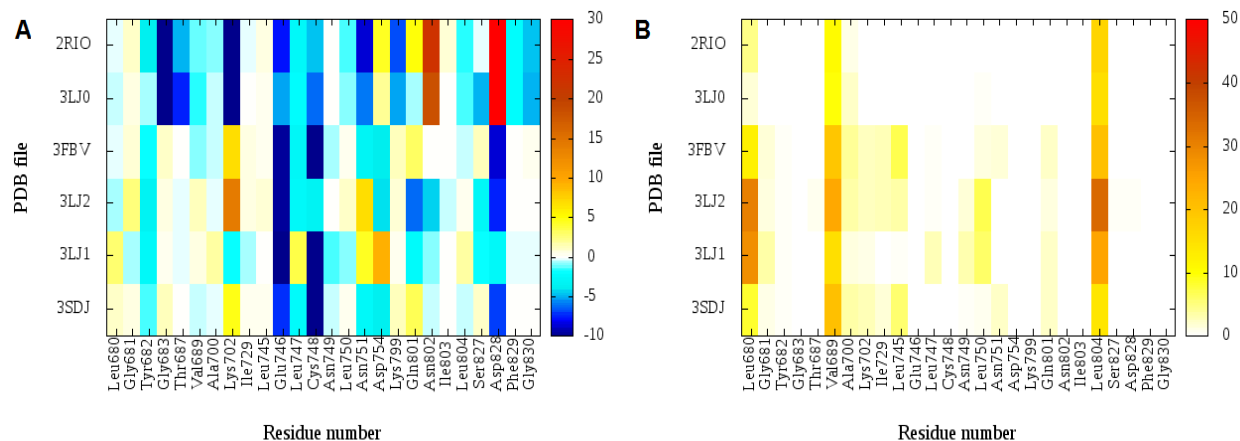 A
PDB file
2RIO
3LJ0
3FBV
3LJ2
3LJ1
3SDJ
30
25
20
15
10
5
0
-5
-10
Leu680
Gly681
Tyr682
Gly683
Thr687
Val689
Ala700
Lys702
Ile729
Leu745
Glu746
Leu747
Cys748
Asn749
Leu750
Asn751
Asp754
Lys799
Gln801
Asn802
Ile803
Leu804
Ser827
Asp828
Phe829
Gly830
Residue number
B
PDB file
2RIO
3LJ0
3FBV
3LJ2
3LJ1
3SDJ
50
40
30
20
10
0
Leu680
Gly681
Tyr682
Gly683
Thr687
Val689
Ala700
Lys702
Ile729
Leu745
Glu746
Leu747
Cys748
Asn749
Leu750
Asn751
Asp754
Lys799
Gln801
Asn802
Ile803
Leu804
Ser827
Asp828
Phe829
Gly830
Residue number